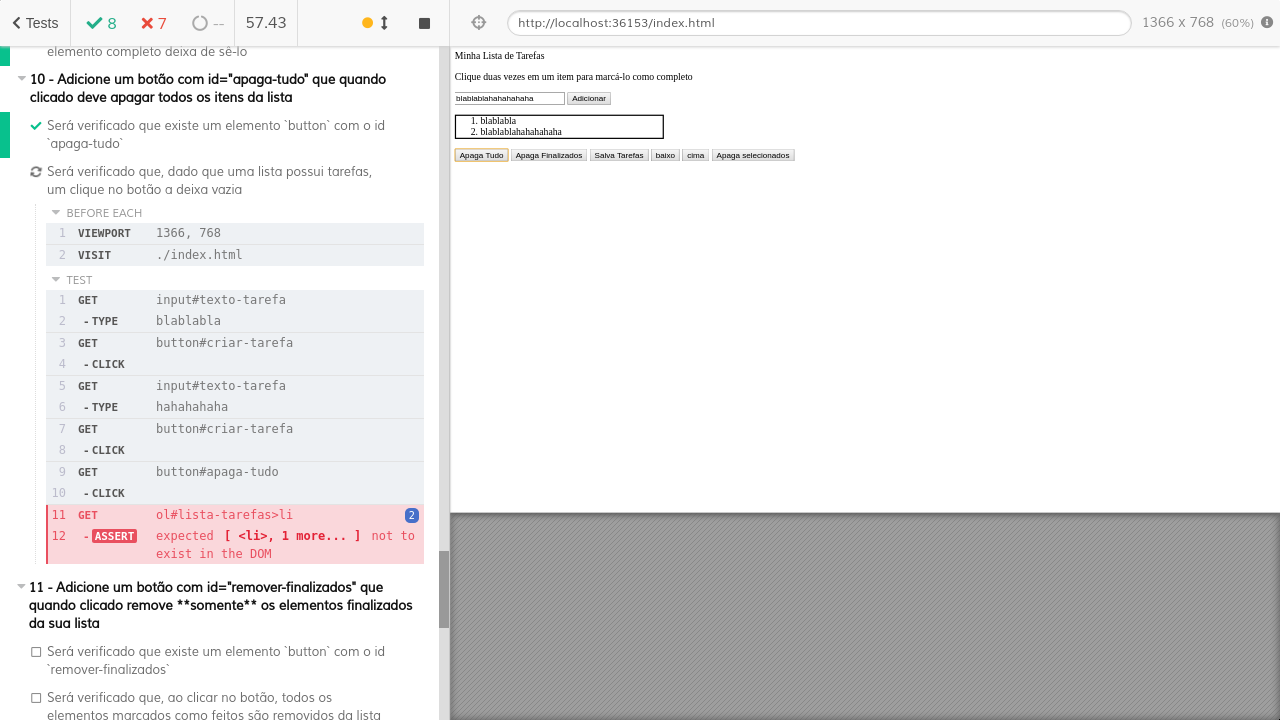 Tests 8 7 -- 57.43
http://localhost:36153/index.html 1366 x 768 (60%)
elemento completo deixa de sê-lo
10 - Adicione um botão com id="apaga-tudo" que quando
clicado deve apagar todos os itens da lista
Será verificado que existe um elemento `button` com o id
`apaga-tudo`
Será verificado que, dado que uma lista possui tarefas,
um clique no botão a deixa vazia
BEFORE EACH
1 VIEWPORT 1366, 768
2 VISIT ./index.html
TEST
1 GET input#texto-tarefa
2 - TYPE blablabla
3 GET button#criar-tarefa
4 - CLICK
5 GET input#texto-tarefa
6 - TYPE hahahahaha
7 GET button#criar-tarefa
8 - CLICK
9 GET button#apaga-tudo
10 - CLICK
11 GET ol#lista-tarefas>li 2
12 - ASSERT expected [ <li>, 1 more... ] not to
exist in the DOM
11 - Adicione um botão com id="remover-finalizados" que
quando clicado remove **somente** os elementos finalizados
da sua lista
Será verificado que existe um elemento `button` com o id
`remover-finalizados`
Será verificado que, ao clicar no botão, todos os
elementos marcados como feitos são removidos da lista
Minha Lista de Tarefas
Clique duas vezes em um item para marcá-lo como completo
blablablahahahahaha Adicionar
1. blablabla
2. blablablahahahahaha
Apaga Tudo Apaga Finalizados Salva Tarefas baixo cima Apaga selecionados